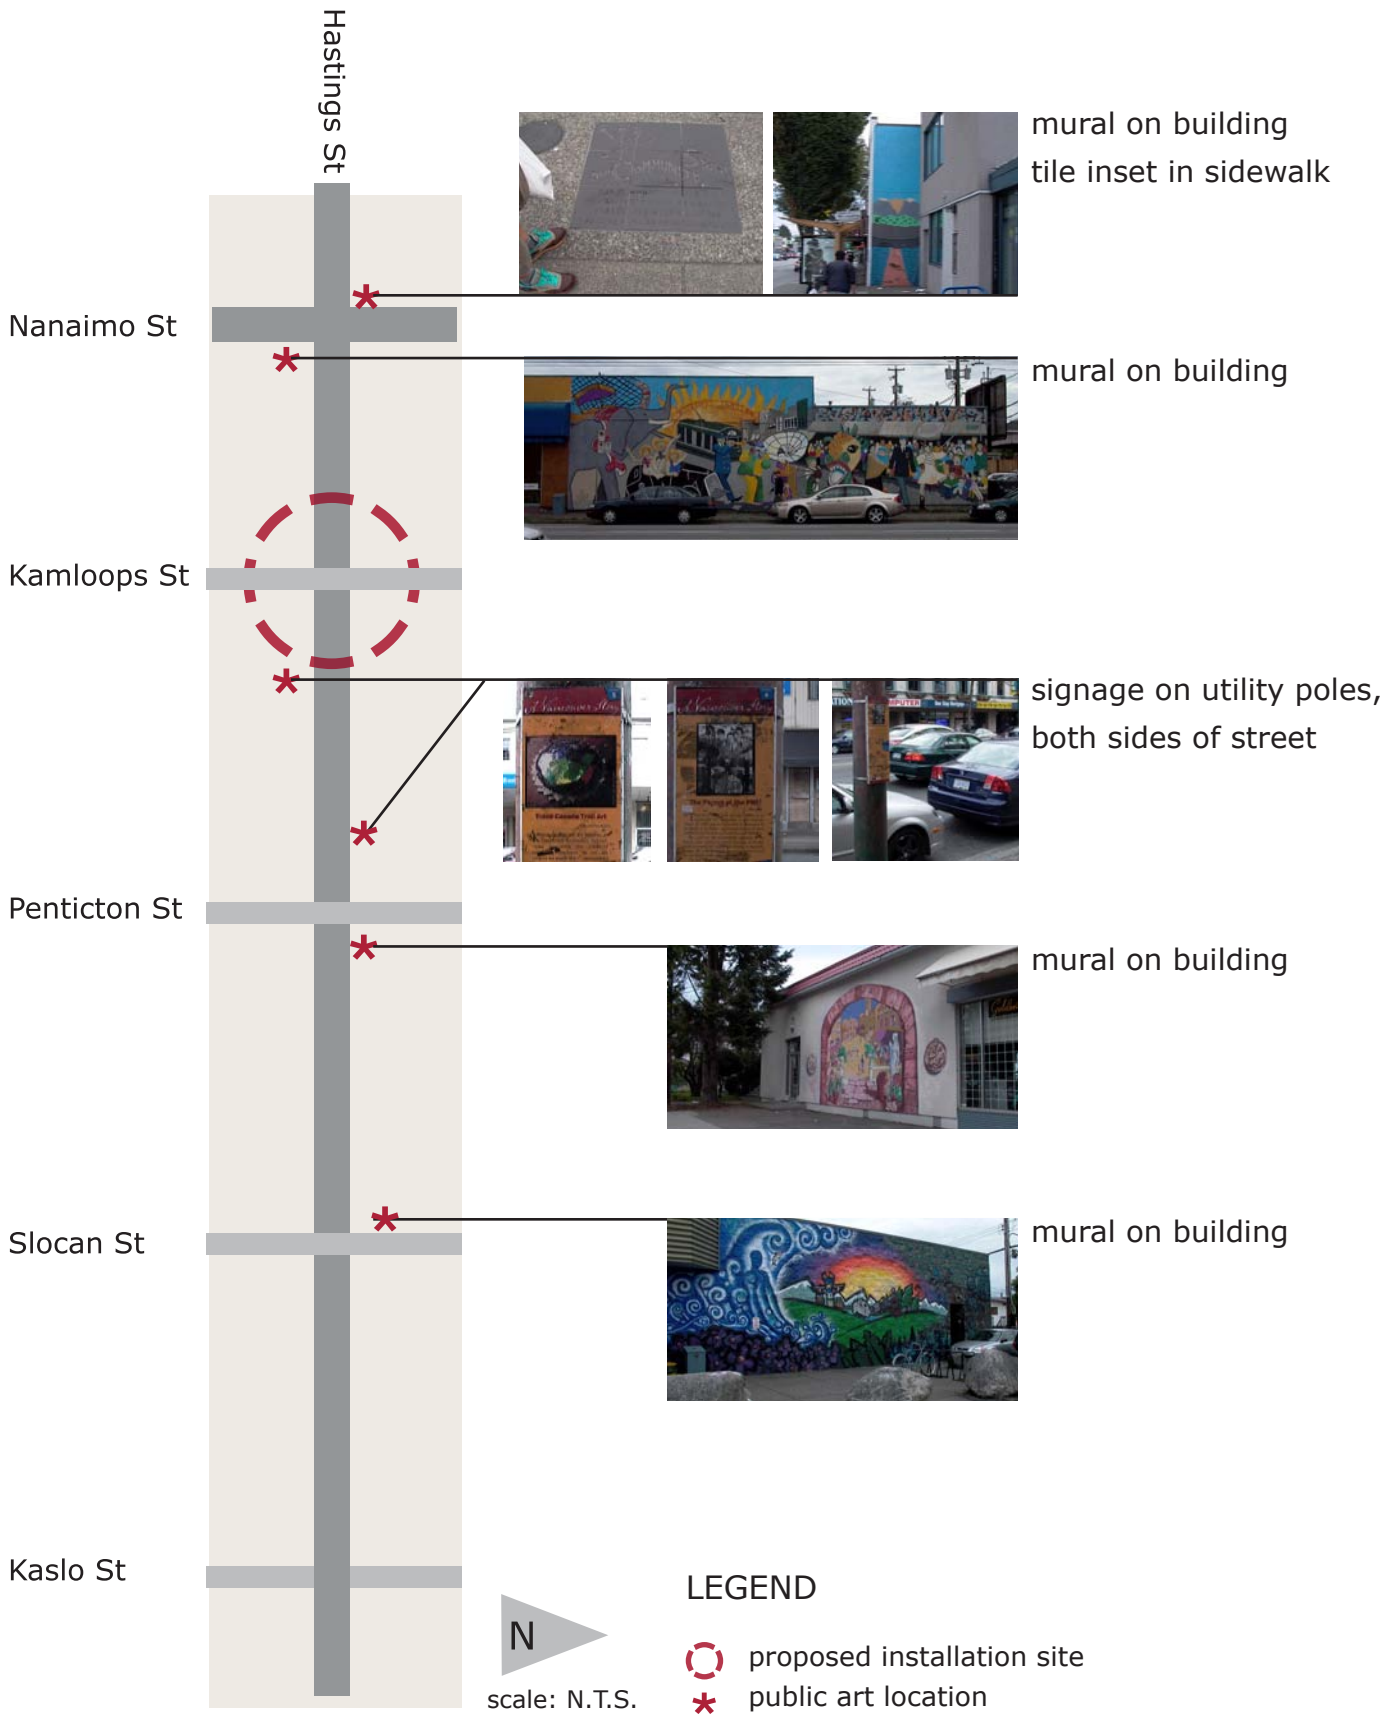 Hastings St
mural on building
tile inset in sidewalk
Nanaimo St
mural on building
Kamloops St
signage on utility poles,
both sides of street
Penticton St
mural on building
Slocan St
mural on building
Kaslo St
N
scale: N.T.S.
LEGEND
proposed installation site
public art location